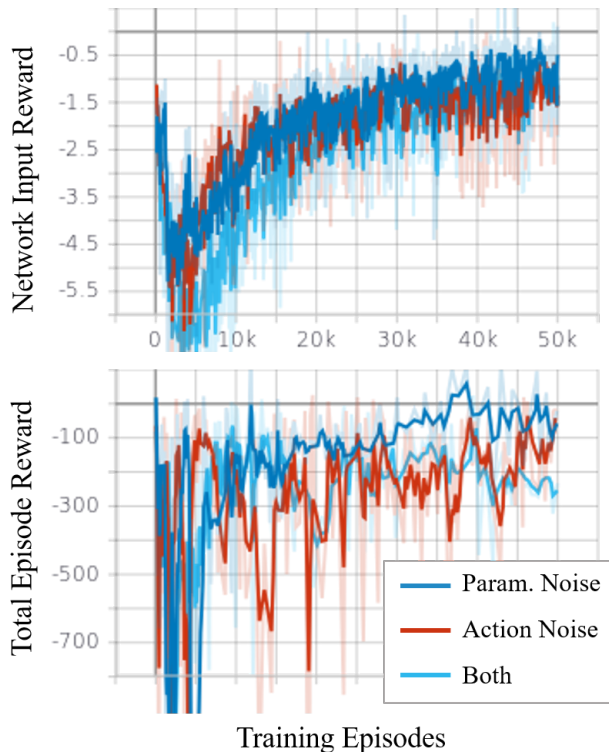 Network Input Reward
-0.5
-1.5
-2.5
-3.5
-4.5
-5.5
0 10k 20k 30k 40k 50k
Total Episode Reward
-100
-300
-500
-700
Param. Noise
Action Noise
Both
Training Episodes